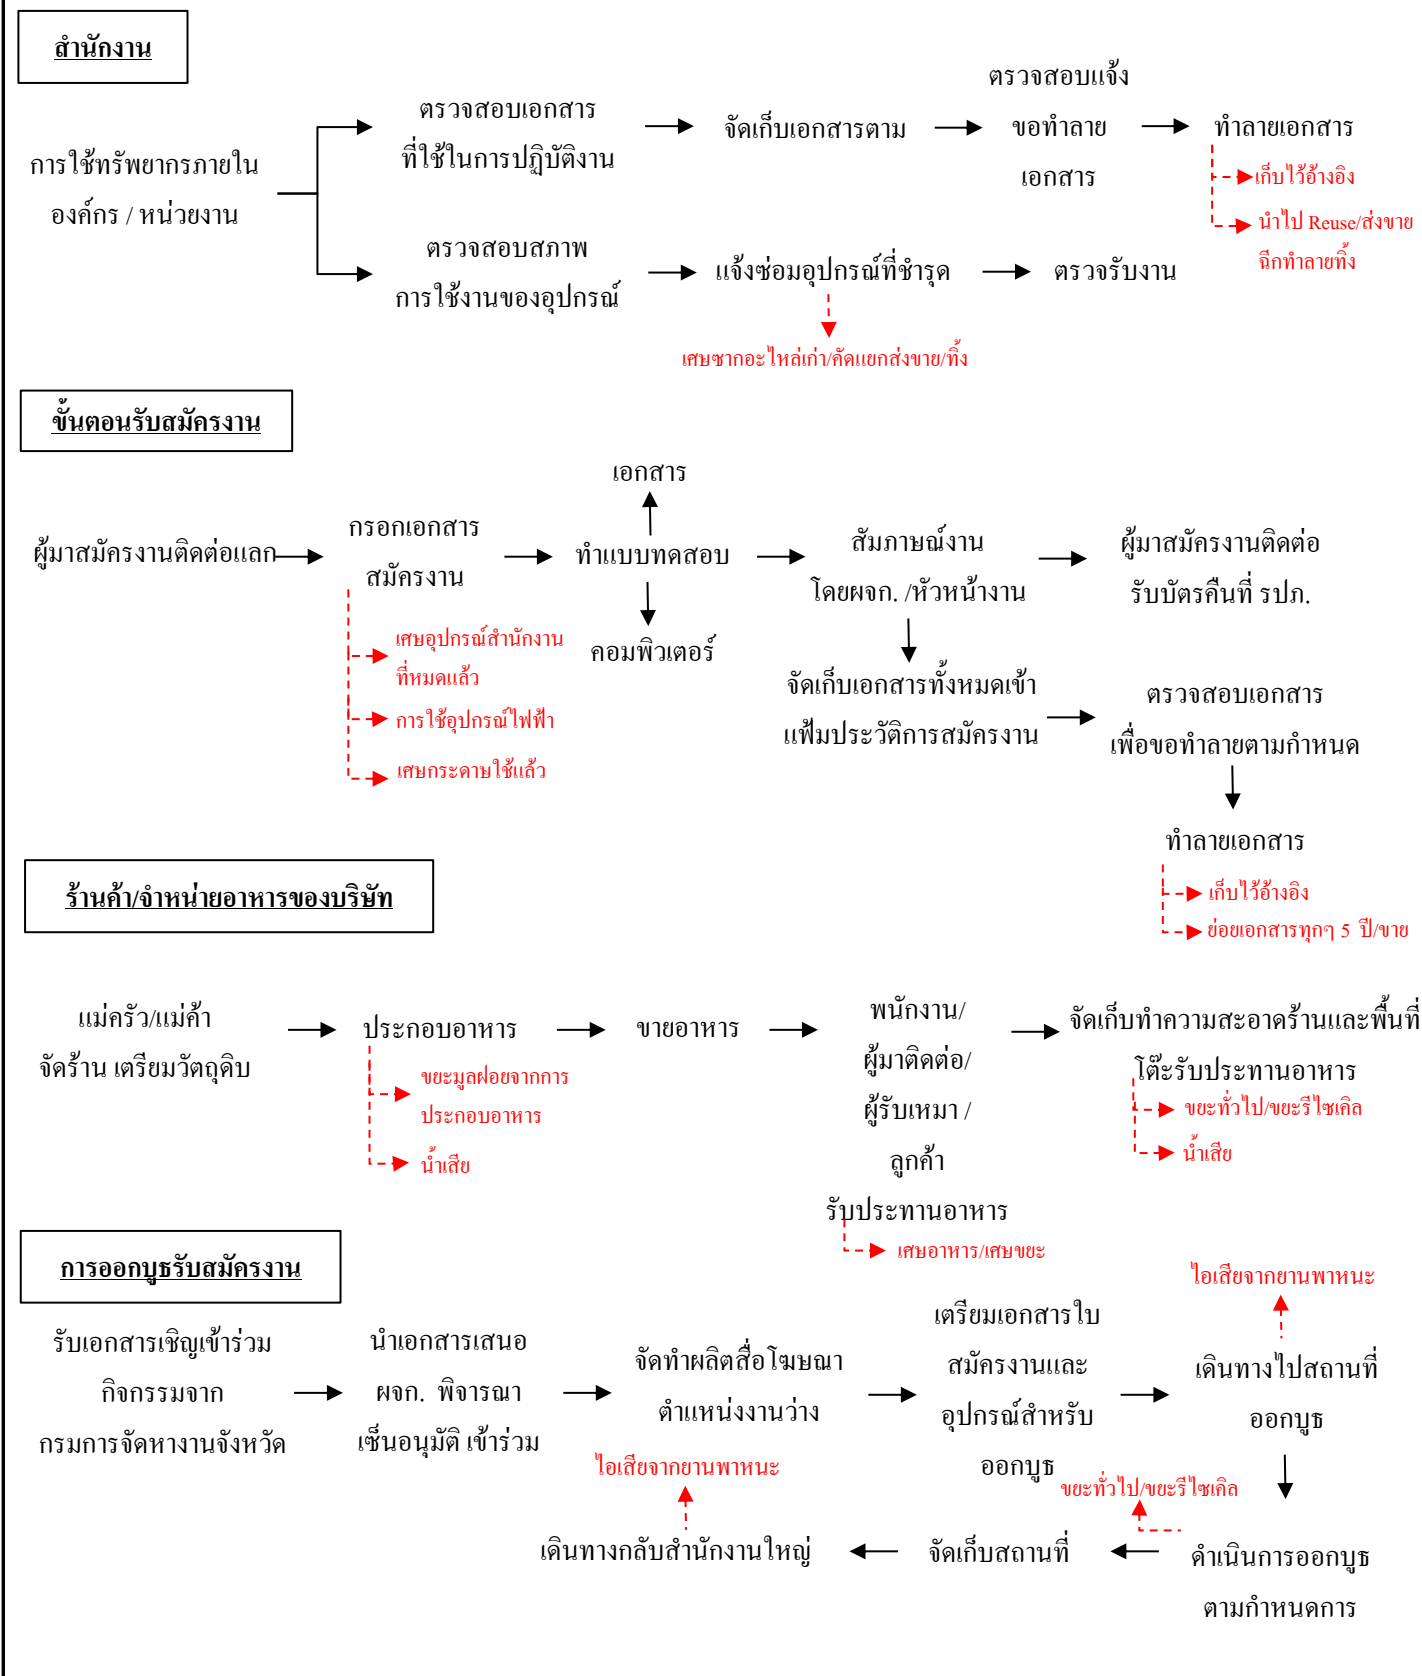 สำนักงาน
การใช้ทรัพยากรภายใน
องค์กร / หน่วยงาน
ตรวจสอบเอกสาร
ที่ใช้ในการปฏิบัติงาน
จัดเก็บเอกสารตาม
ตรวจสอบแจ้ง
ขอทำลาย
เอกสาร
ทำลายเอกสาร
เก็บไว้อ้างอิง
นำไป Reuse/ส่งขาย
ฉีกทำลายทิ้ง
ตรวจสอบสภาพ
การใช้งานของอุปกรณ์
แจ้งซ่อมอุปกรณ์ที่ชำรุด
ตรวจรับงาน
เศษซากอะไหล่เก่า/คัดแยกส่งขาย/ทิ้ง
ขั้นตอนรับสมัครงาน
ผู้มาสมัครงานติดต่อแลก
กรอกเอกสาร
สมัครงาน
เศษอุปกรณ์สำนักงาน
ที่หมดแล้ว
การใช้อุปกรณ์ไฟฟ้า
เศษกระดาษใช้แล้ว
เอกสาร
ทำแบบทดสอบ
คอมพิวเตอร์
สัมภาษณ์งาน
โดยผจก. /หัวหน้างาน
ผู้มาสมัครงานติดต่อ
รับบัตรคืนที่ รปภ.
จัดเก็บเอกสารทั้งหมดเข้า
แฟ้มประวัติการสมัครงาน
ตรวจสอบเอกสาร
เพื่อขอทำลายตามกำหนด
ทำลายเอกสาร
เก็บไว้อ้างอิง
ย่อยเอกสารทุกๆ 5 ปี/ขาย
ร้านค้า/จำหน่ายอาหารของบริษัท
แม่ครัว/แม่ค้า
จัดร้าน เตรียมวัตถุดิบ
ประกอบอาหาร
ขยะมูลฝอยจากการ
ประกอบอาหาร
น้ำเสีย
ขายอาหาร
พนักงาน/
ผู้มาติดต่อ/
ผู้รับเหมา /
ลูกค้า
รับประทานอาหาร
เศษอาหาร/เศษขยะ
จัดเก็บทำความสะอาดร้านและพื้นที่
โต๊ะรับประทานอาหาร
ขยะทั่วไป/ขยะรีไซเคิล
น้ำเสีย
การออกบูธรับสมัครงาน
รับเอกสารเชิญเข้าร่วม
กิจกรรมจาก
กรมการจัดหางานจังหวัด
นำเอกสารเสนอ
ผจก. พิจารณา
เซ็นอนุมัติ เข้าร่วม
จัดทำผลิตสื่อโฆษณา
ตำแหน่งงานว่าง
เตรียมเอกสารใบ
สมัครงานและ
อุปกรณ์สำหรับ
ออกบูธ
ไอเสียจากยานพาหนะ
เดินทางไปสถานที่
ออกบูธ
ขยะทั่วไป/ขยะรีไซเคิล
ดำเนินการออกบูธ
ตามกำหนดการ
จัดเก็บสถานที่
ไอเสียจากยานพาหนะ
เดินทางกลับสำนักงานใหญ่